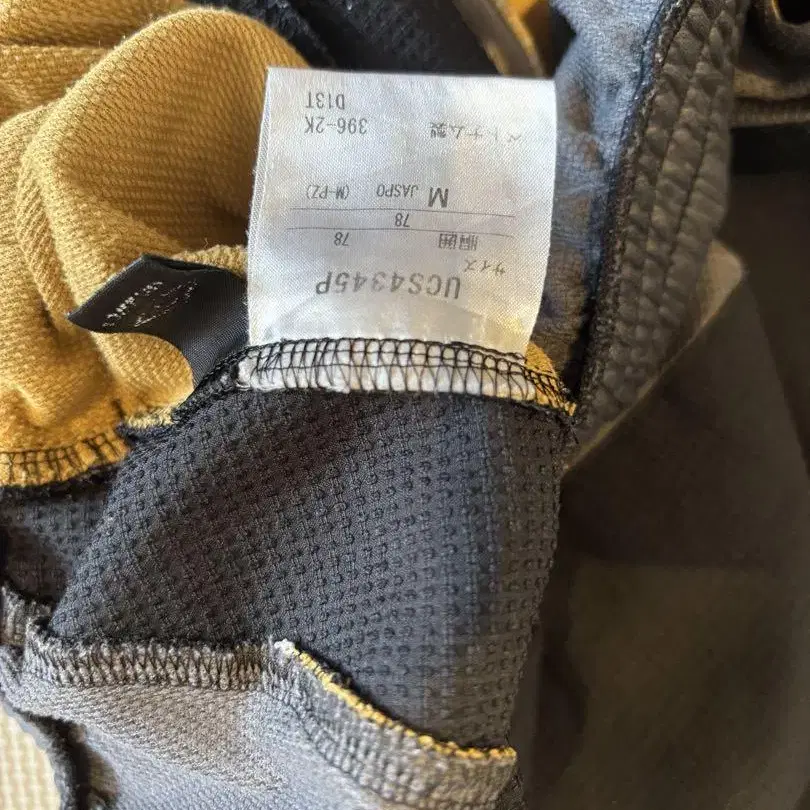 UCS4345P
サイズ
胴囲 78
78
M JASPO (M-PZ)
ベトナム製 396-2K
D13T